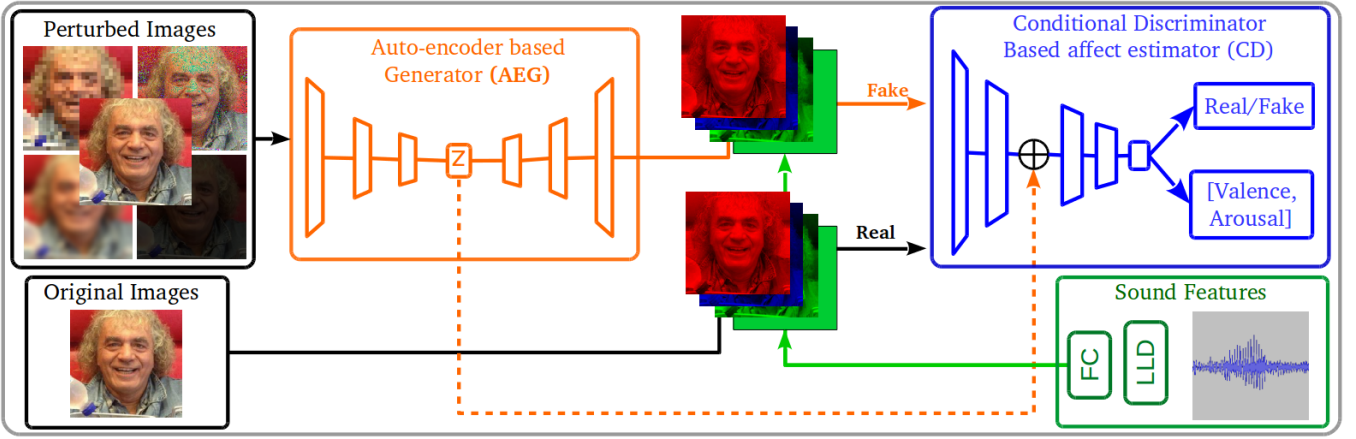 Perturbed Images
Auto-encoder based
Generator (AEG)
Z
Fake
Conditional Discriminator
Based affect estimator (CD)
Real/Fake
[Valence,
Arousal]
Original Images
Real
Sound Features
FC
LLD